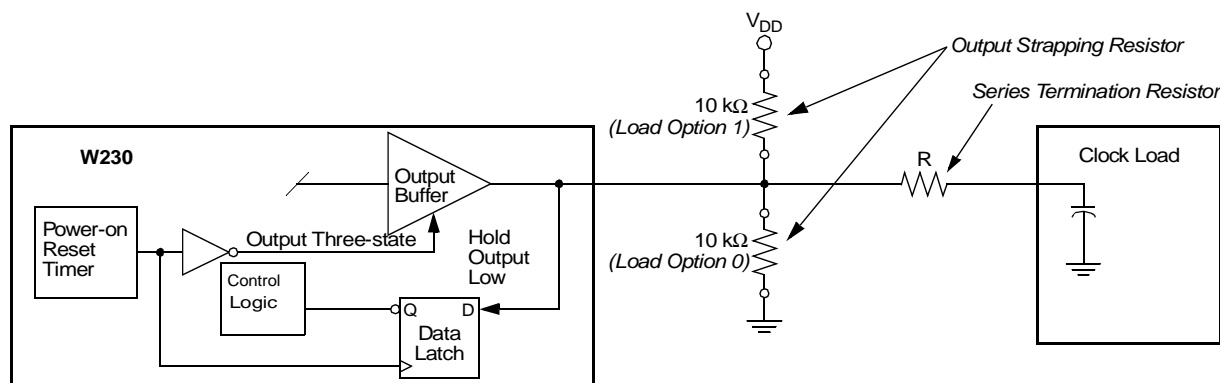 VDD
Output Strapping Resistor
10 kΩ
(Load Option 1)
Series Termination Resistor
W230
Output
Buffer
R
Clock Load
Power-on
Reset
Timer
Output Three-state
Hold
Output
Low
10 kΩ
(Load Option 0)
Control
Logic
Q
D
Data
Latch